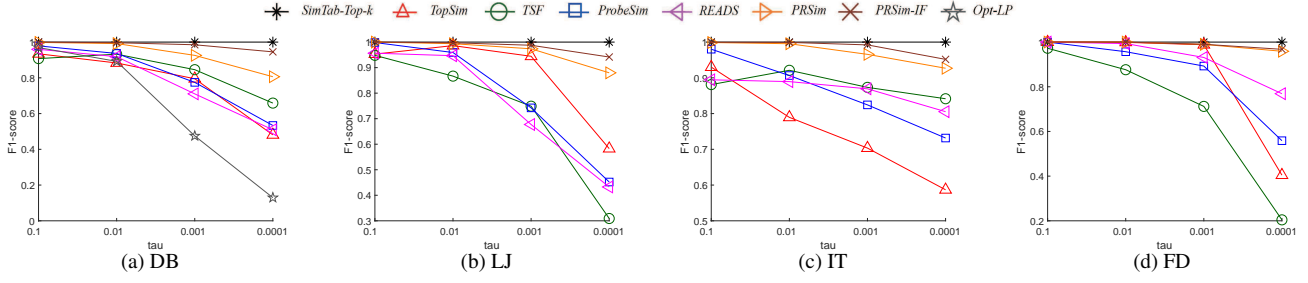 SimTab-Top-k TopSim TSF ProbeSim READS PRSim PRSim-IF Opt-LP
1
0.8
0.6
0.4
0.2
0
F1-score
0.1 0.01 0.001 0.0001
tau
(a) DB
1
0.9
0.8
0.7
0.6
0.5
0.4
0.3
F1-score
0.1 0.01 0.001 0.0001
tau
(b) LJ
1
0.9
0.8
0.7
0.6
0.5
F1-score
0.1 0.01 0.001 0.0001
tau
(c) IT
1
0.8
0.6
0.4
0.2
F1-score
0.1 0.01 0.001 0.0001
tau
(d) FD